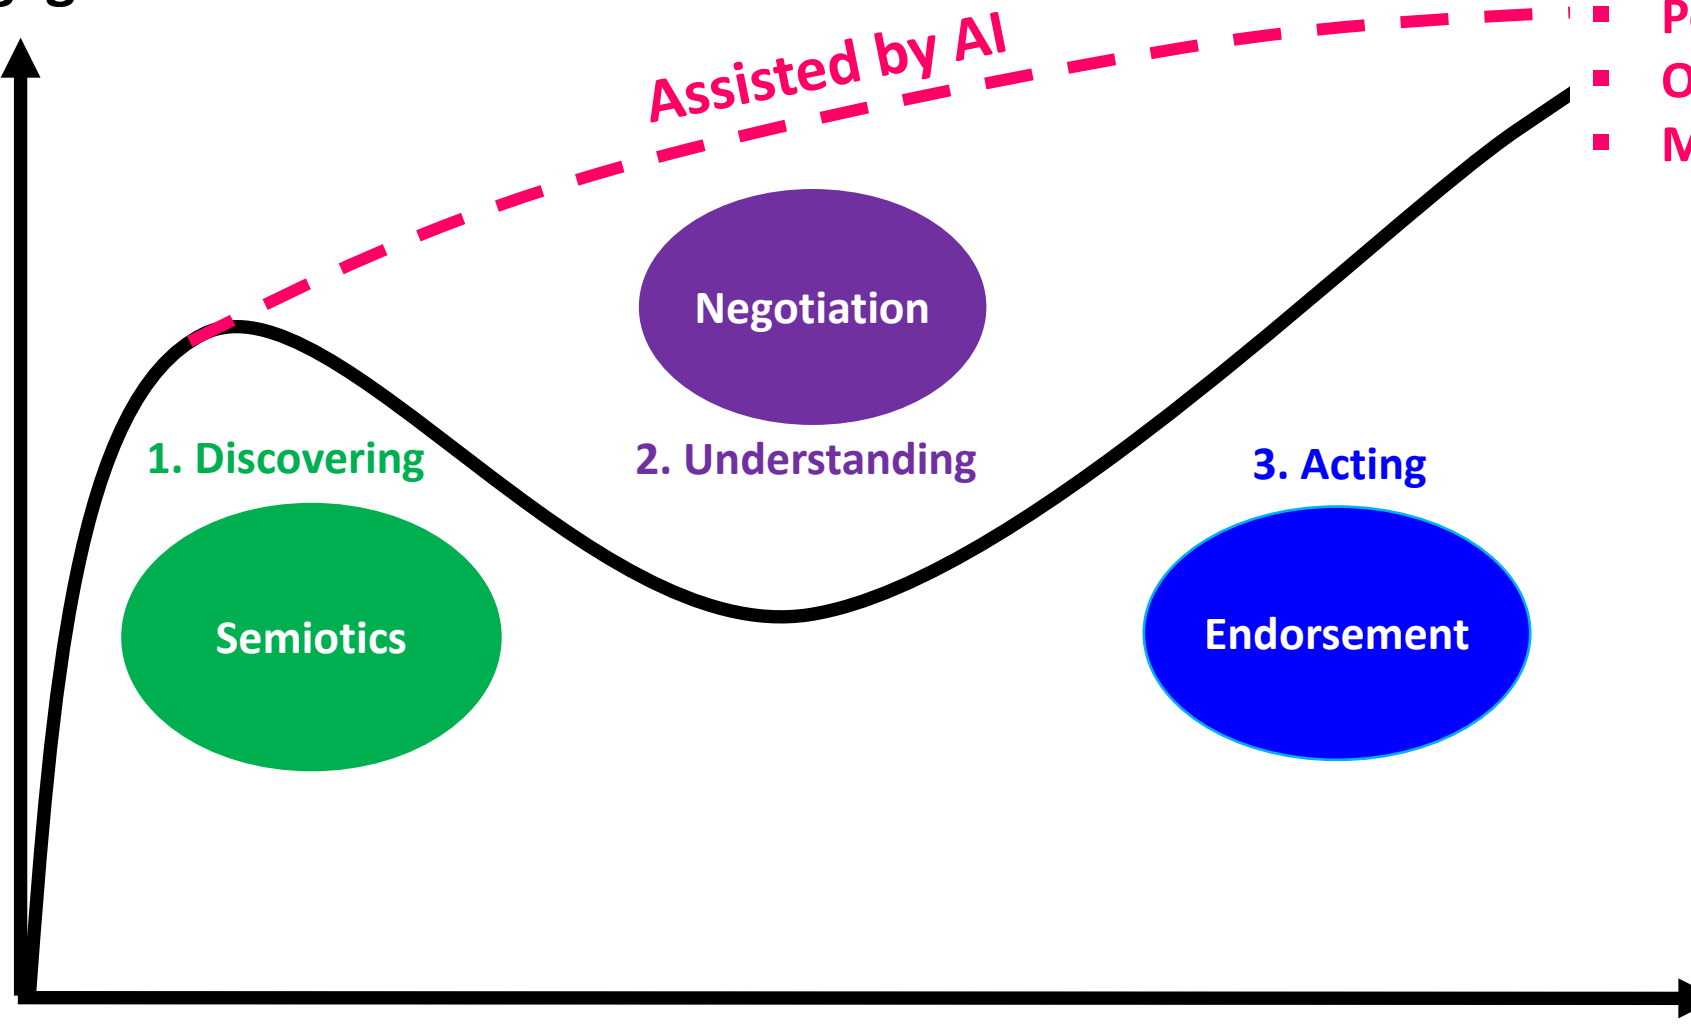 Assisted by AI
Negotiation
1. Discovering
2. Understanding
3. Acting
Semiotics
Endorsement